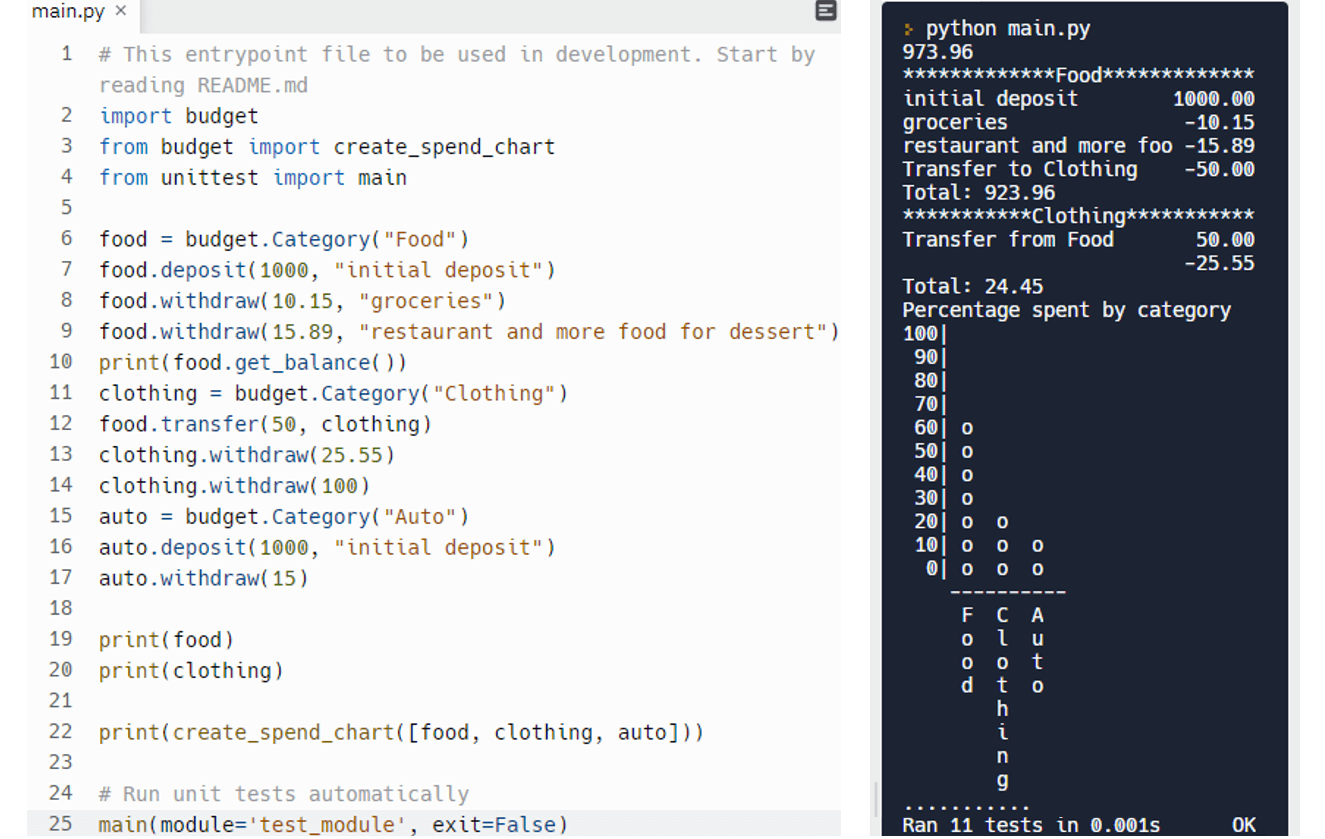 main.py ×
1 # This entrypoint file to be used in development. Start by
reading README.md
2 import budget
3 from budget import create_spend_chart
4 from unittest import main
5
6 food = budget.Category("Food")
7 food.deposit(1000, "initial deposit")
8 food.withdraw(10.15, "groceries")
9 food.withdraw(15.89, "restaurant and more food for dessert")
10 print(food.get_balance())
11 clothing = budget.Category("Clothing")
12 food.transfer(50, clothing)
13 clothing.withdraw(25.55)
14 clothing.withdraw(100)
15 auto = budget.Category("Auto")
16 auto.deposit(1000, "initial deposit")
17 auto.withdraw(15)
18
19 print(food)
20 print(clothing)
21
22 print(create_spend_chart([food, clothing, auto]))
23
24 # Run unit tests automatically
25 main(module='test_module', exit=False)
python main.py
973.96
*************Food*************
initial deposit        1000.00
groceries               -10.15
restaurant and more foo -15.89
Transfer to Clothing    -50.00
Total: 923.96
***********Clothing***********
Transfer from Food       50.00
                        -25.55
Total: 24.45
Percentage spent by category
100|
 90|
 80|
 70|
 60| o
 50| o
 40| o
 30| o
 20| o  o
 10| o  o  o
  0| o  o  o
    ----------
     F  C  A
     o  l  u
     o  o  t
     d  t  o
        h
        i
        n
        g
...........
Ran 11 tests in 0.001s      OK